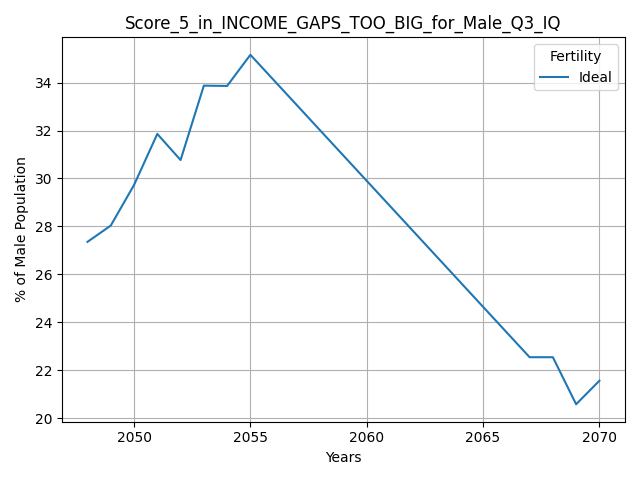 Score_5_in_INCOME_GAPS_TOO_BIG_for_Male_Q3_IQ
Fertility
Ideal
% of Male Population
34
32
30
28
26
24
22
20
2050
2055
2060
2065
2070
Years